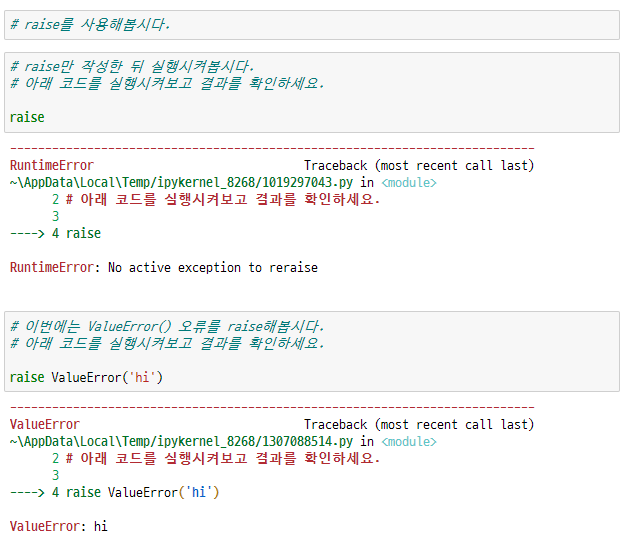 # raise를 사용해봅시다.
# raise만 작성한 뒤 실행시켜봅시다.
# 아래 코드를 실행시켜보고 결과를 확인하세요.
raise
---------------------------------------------------------------------------
RuntimeError                              Traceback (most recent call last)
~\AppData\Local\Temp/ipykernel_8268/1019297043.py in <module>
      2 # 아래 코드를 실행시켜보고 결과를 확인하세요.
      3
----> 4 raise
RuntimeError: No active exception to reraise
# 이번에는 ValueError() 오류를 raise해봅시다.
# 아래 코드를 실행시켜보고 결과를 확인하세요.
raise ValueError('hi')
---------------------------------------------------------------------------
ValueError                                Traceback (most recent call last)
~\AppData\Local\Temp/ipykernel_8268/1307088514.py in <module>
      2 # 아래 코드를 실행시켜보고 결과를 확인하세요.
      3
----> 4 raise ValueError('hi')
ValueError: hi